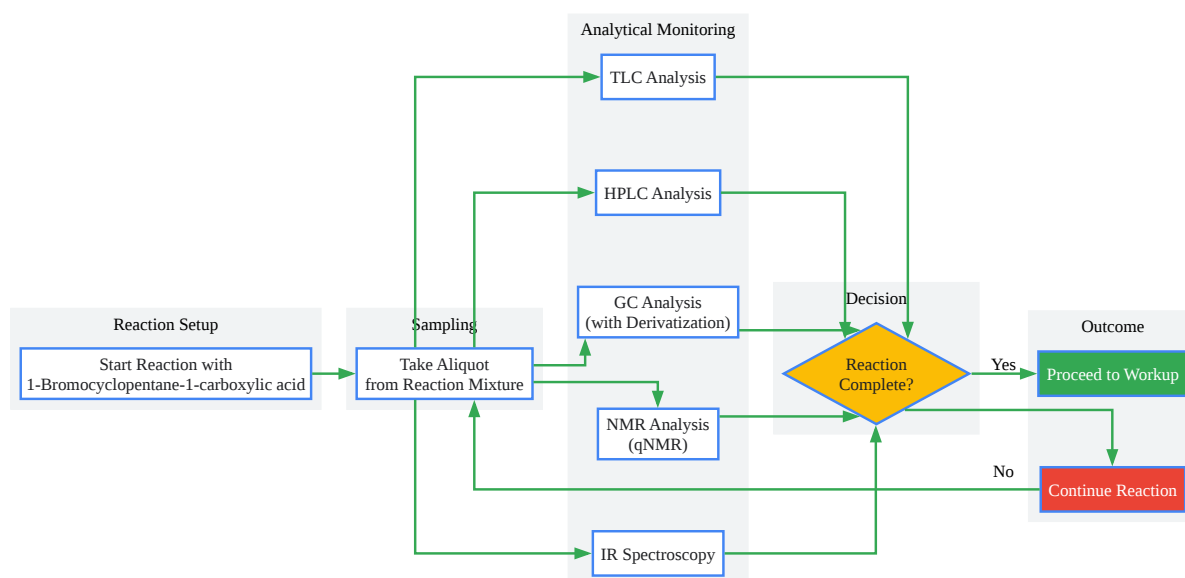 Analytical Monitoring
TLC Analysis
HPLC Analysis
GC Analysis
(with Derivatization)
NMR Analysis
(qNMR)
IR Spectroscopy
Reaction Setup
Start Reaction with
1-Bromocyclopentane-1-carboxylic acid
Sampling
Take Aliquot
from Reaction Mixture
Decision
Reaction
Complete?
Yes
No
Outcome
Proceed to Workup
Continue Reaction